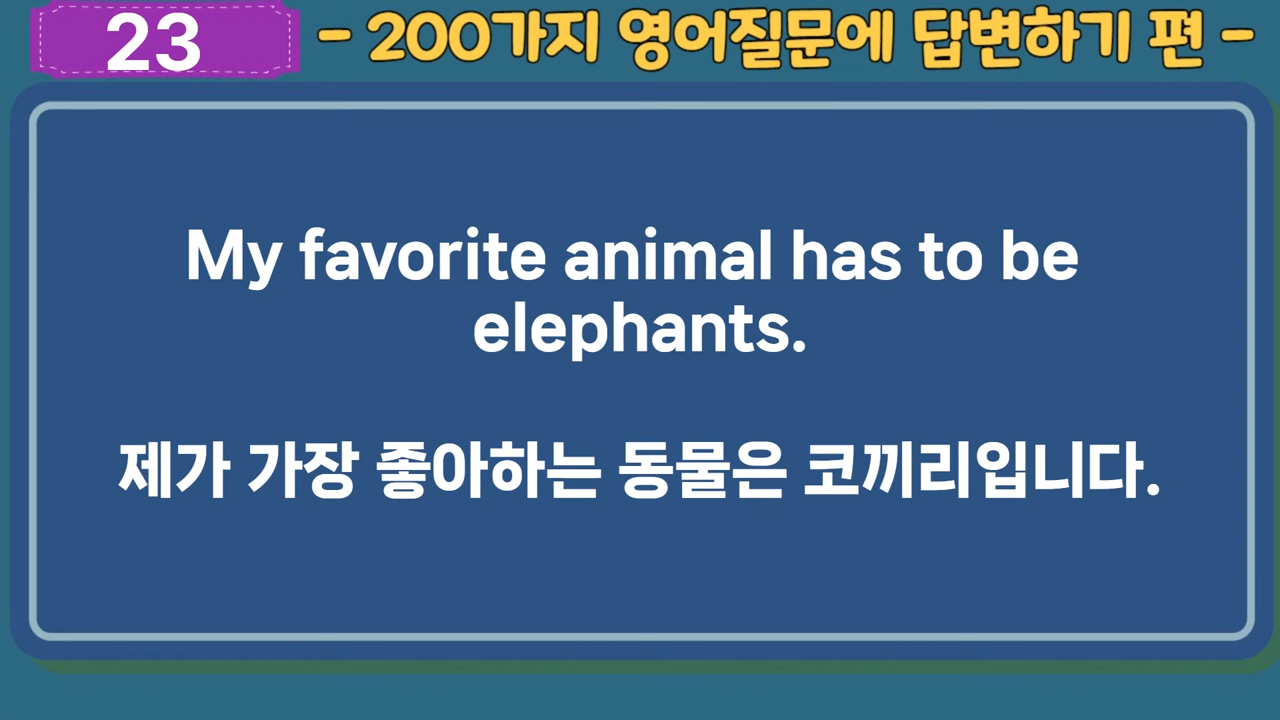 23
- 200가지 영어질문에 답변하기 편 -
My favorite animal has to be
elephants.
제가 가장 좋아하는 동물은 코끼리입니다.